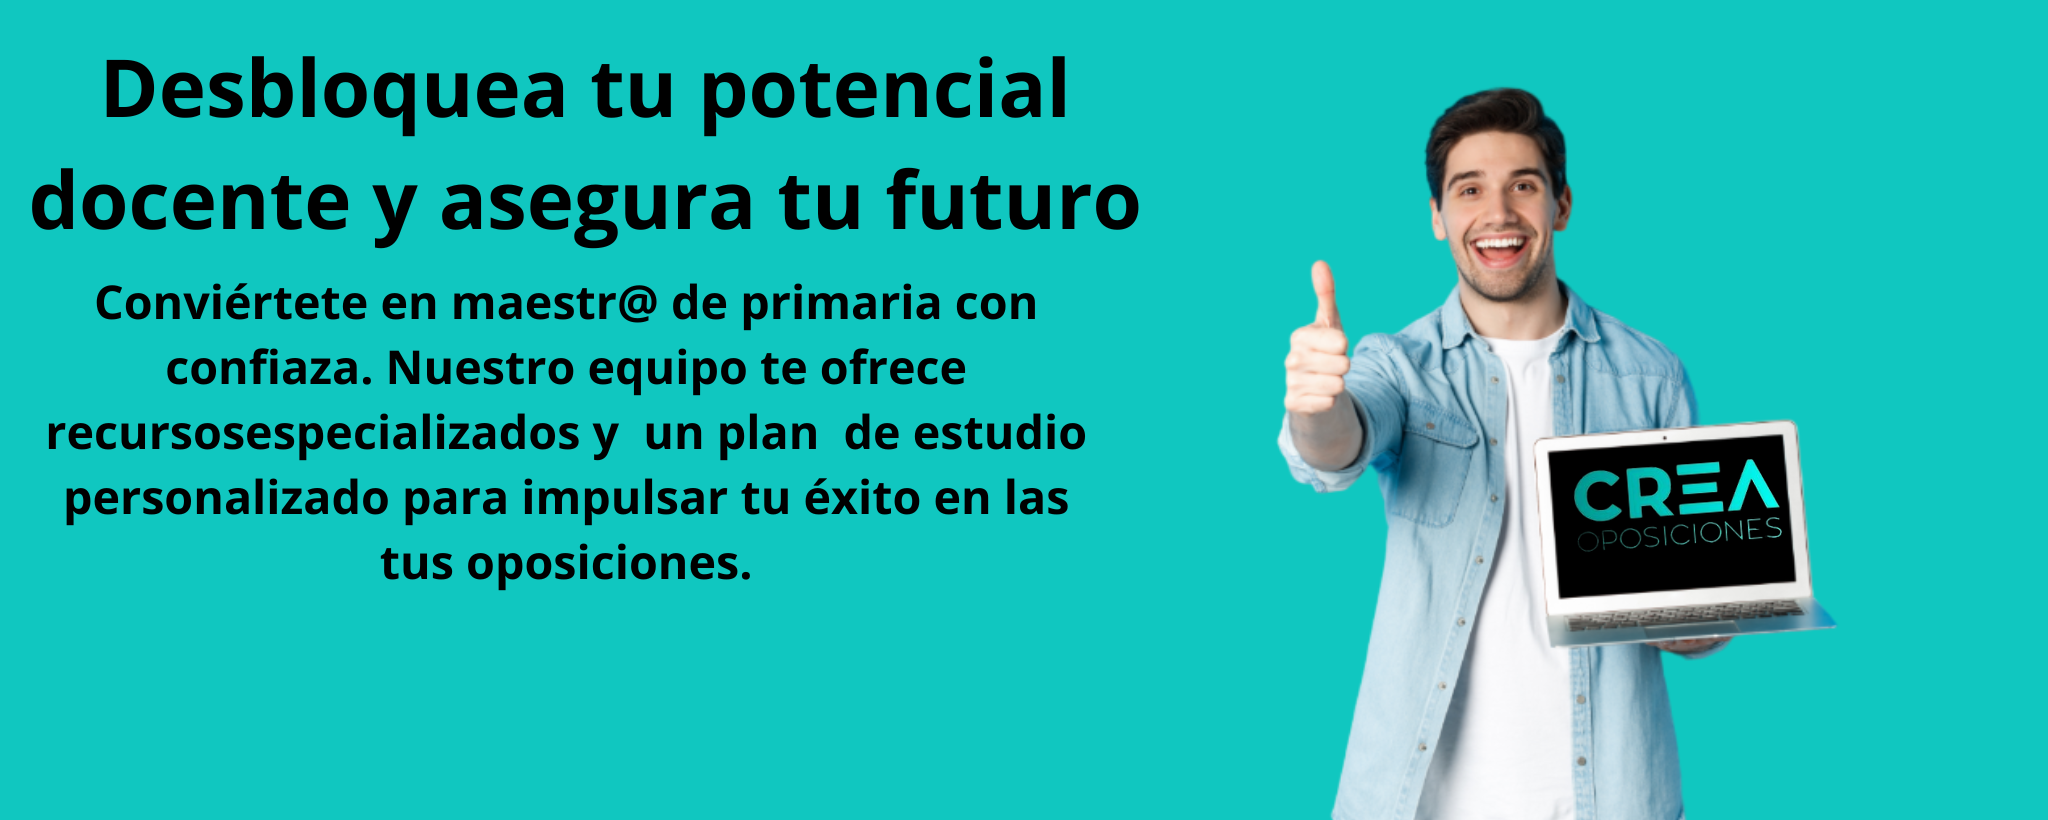 Desbloquea tu potencial
docente y asegura tu futuro
Conviértete en maestr@ de primaria con
confiaza. Nuestro equipo te ofrece
recursosespecializados y  un plan  de estudio
personalizado para impulsar tu éxito en las
tus oposiciones.
CREA
OPOSICIONES